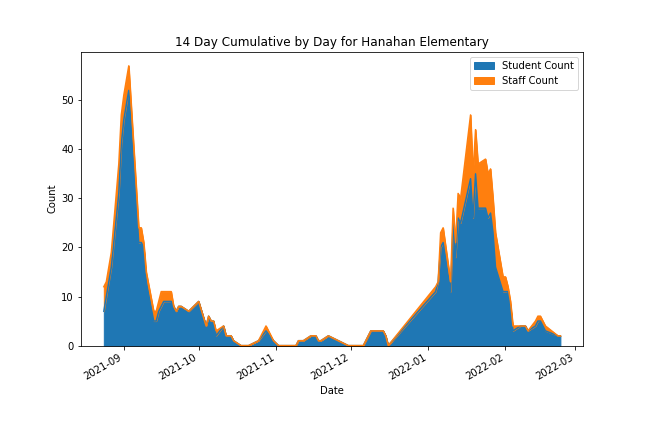 14 Day Cumulative by Day for Hanahan Elementary
Student Count
Staff Count
Count
50
40
30
20
10
0
2021-09
2021-10
2021-11
2021-12
2022-01
2022-02
2022-03
Date